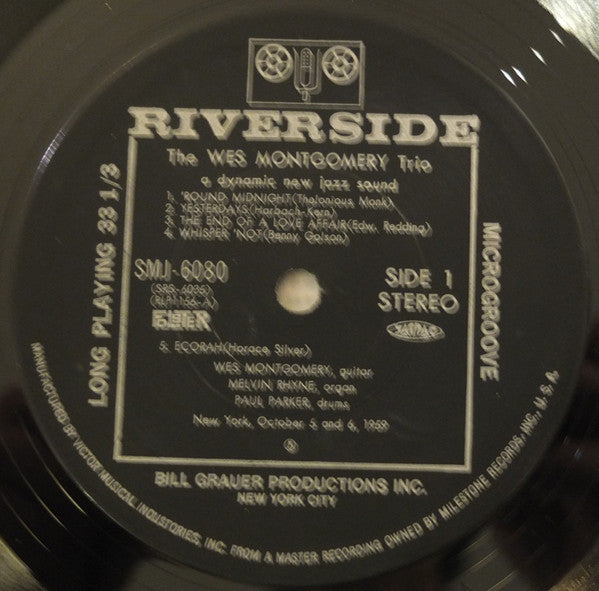 RIVERSIDE
The WES MONTGOMERY Trio
a dynamic new jazz sound
1. 'ROUND MIDNIGHT(Thelonious Monk)
2. YESTERDAYS(Harbach-Kern)
3. THE END OF A LOVE AFFAIR(Edw. Redding)
4. WHISPER 'NOT(Benny Golson)
SMJ-6080
(SRS-6035)
(RLP1156-A)
SIDE 1
STEREO
5. ECORAH(Horace Silver)
WES MONTGOMERY, guitar
MELVIN RHYNE, organ
PAUL PARKER, drums
New York, October 5 and 6, 1959
BILL GRAUER PRODUCTIONS INC.
NEW YORK CITY
LONG PLAYING 33 1/3
MICROGROOVE
MANUFACTURED BY VICTOR MUSICAL INDUSTORIES, INC. FROM A MASTER RECORDING OWNED BY MILESTONE RECORDS, INC., U. S. A.